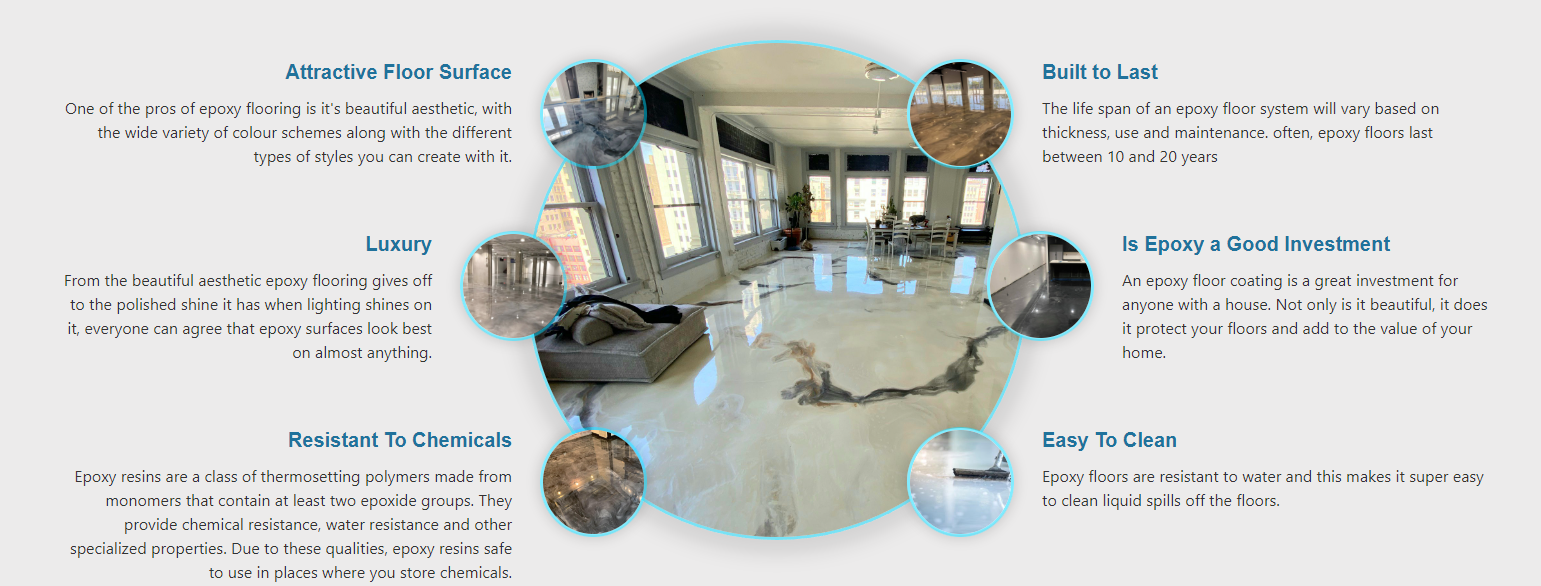 Attractive Floor Surface
One of the pros of epoxy flooring is it's beautiful aesthetic, with
the wide variety of colour schemes along with the different
types of styles you can create with it.
Luxury
From the beautiful aesthetic epoxy flooring gives off
to the polished shine it has when lighting shines on
it, everyone can agree that epoxy surfaces look best
on almost anything.
Resistant To Chemicals
Epoxy resins are a class of thermosetting polymers made from
monomers that contain at least two epoxide groups. They
provide chemical resistance, water resistance and other
specialized properties. Due to these qualities, epoxy resins safe
to use in places where you store chemicals.
Built to Last
The life span of an epoxy floor system will vary based on
thickness, use and maintenance. often, epoxy floors last
between 10 and 20 years
Is Epoxy a Good Investment
An epoxy floor coating is a great investment for
anyone with a house. Not only is it beautiful, it does
it protect your floors and add to the value of your
home.
Easy To Clean
Epoxy floors are resistant to water and this makes it super easy
to clean liquid spills off the floors.